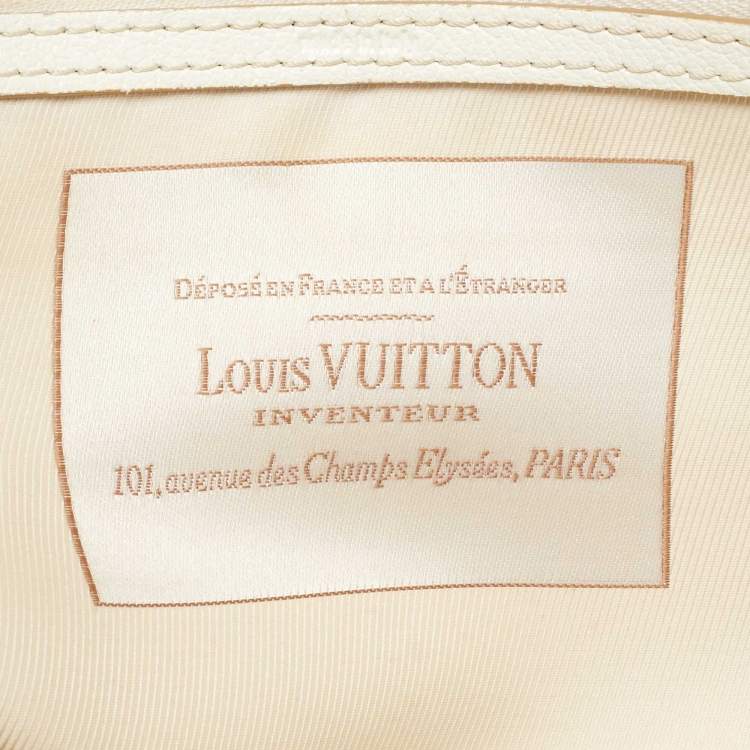 DÉPOSÉ EN FRANCE ET A L'ÉTRANGER
LOUIS VUITTON
INVENTEUR
101, avenue des Champs Elysées, PARIS